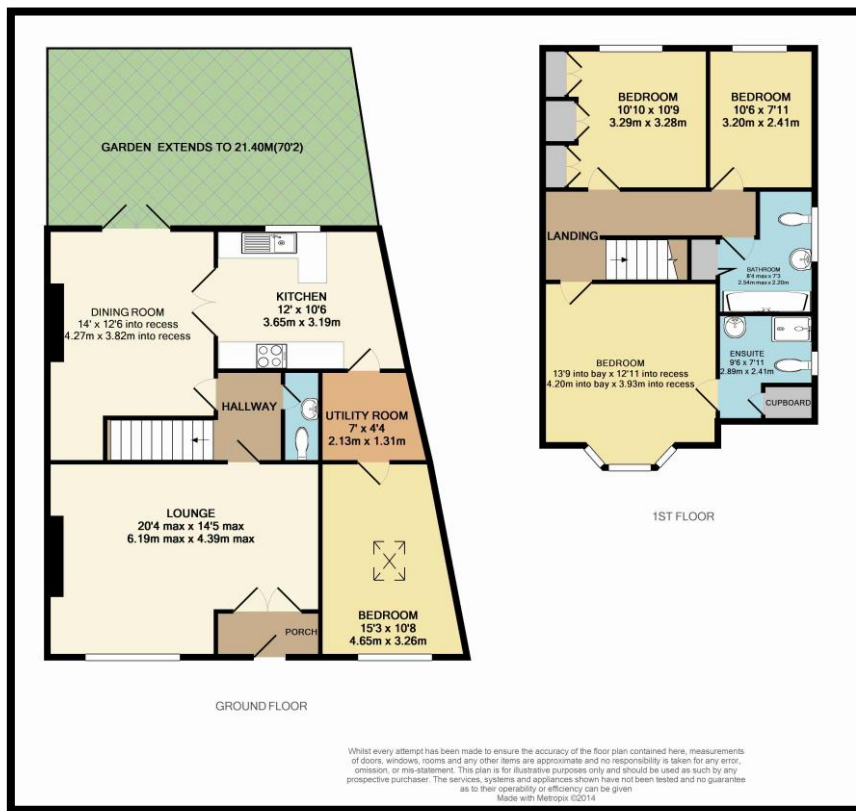 GARDEN EXTENDS TO 21.40M(70'2)
DINING ROOM
14' x 12'6 into recess
4.27m x 3.82m into recess
KITCHEN
12' x 10'6
3.65m x 3.19m
HALLWAY
UTILITY ROOM
7' x 4'4
2.13m x 1.31m
LOUNGE
20'4 max x 14'5 max
6.19m max x 4.39m max
PORCH
BEDROOM
15'3 x 10'8
4.65m x 3.26m
GROUND FLOOR
BEDROOM
10'10 x 10'9
3.29m x 3.28m
BEDROOM
10'6 x 7'11
3.20m x 2.41m
LANDING
BATHROOM
8'4 max x 7'3
2.54m max x 2.20m
BEDROOM
13'9 into bay x 12'11 into recess
4.20m into bay x 3.93m into recess
ENSUITE
9'6 x 7'11
2.89m x 2.41m
CUPBOARD
1ST FLOOR
Whilst every attempt has been made to ensure the accuracy of the floor plan contained here, measurements
of doors, windows, rooms and any other items are approximate and no responsibility is taken for any error,
omission, or mis-statement. This plan is for illustrative purposes only and should be used as such by any
prospective purchaser. The services, systems and appliances shown have not been tested and no guarantee
as to their operability or efficiency can be given
Made with Metropix ©2014